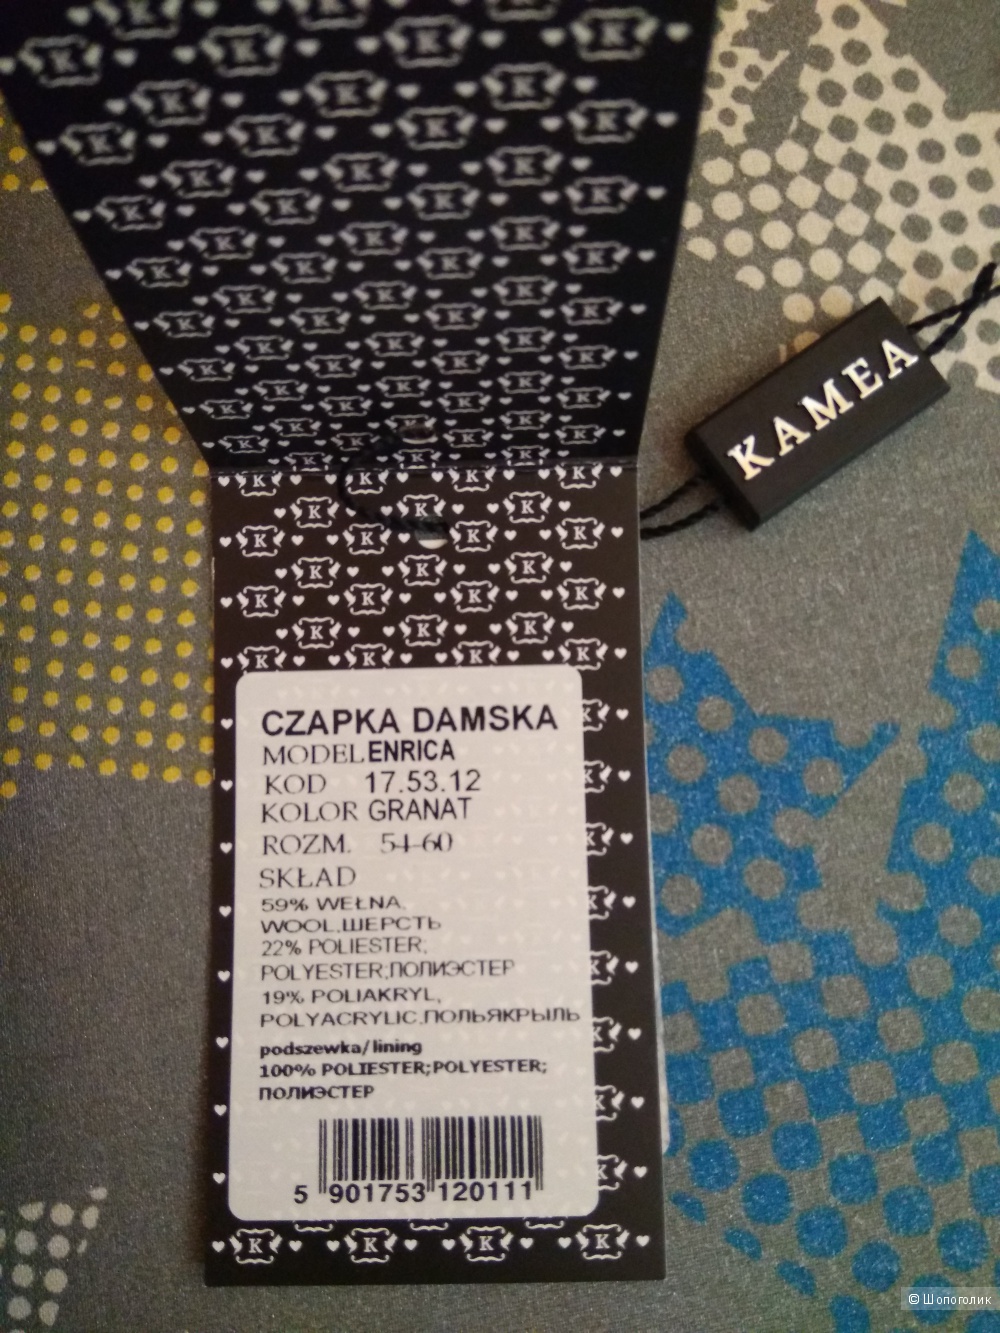 KAMEA
CZAPKA DAMSKA
MODEL ENRICA
KOD 17.53.12
KOLOR GRANAT
ROZM. 54-60
SKŁAD
59% WEŁNA,
WOOL,ШЕРСТЬ
22% POLIESTER;
POLYESTER;ПОЛИЭСТЕР
19% POLIAKRYL,
POLYACRYLIC,ПОЛЬЯКРЫЛЬ
podszewka/lining
100% POLIESTER;POLYESTER;
ПОЛИЭСТЕР
5 901753 120111
© Шопоголик